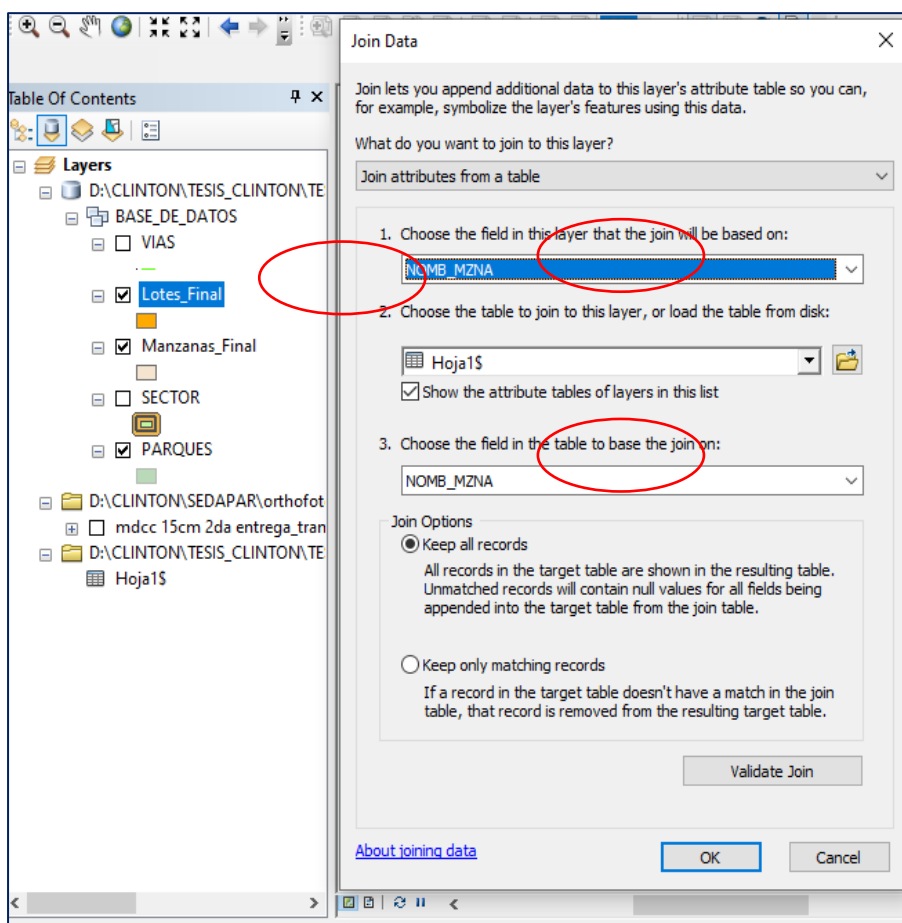 Table Of Contents
Layers
D:\CLINTON\TESIS_CLINTON\TE
BASE_DE_DATOS
VIAS
Lotes_Final
Manzanas_Final
SECTOR
PARQUES
D:\CLINTON\SEDAPAR\orthofot
mdcc 15cm 2da entrega_tran
D:\CLINTON\TESIS_CLINTON\TE
Hoja1$
Join Data
Join lets you append additional data to this layer's attribute table so you can,
for example, symbolize the layer's features using this data.
What do you want to join to this layer?
Join attributes from a table
1. Choose the field in this layer that the join will be based on:
NOMB_MZNA
2. Choose the table to join to this layer, or load the table from disk:
Hoja1$
Show the attribute tables of layers in this list
3. Choose the field in the table to base the join on:
NOMB_MZNA
Join Options
Keep all records
All records in the target table are shown in the resulting table.
Unmatched records will contain null values for all fields being
appended into the target table from the join table.
Keep only matching records
If a record in the target table doesn't have a match in the join
table, that record is removed from the resulting target table.
Validate Join
About joining data
OK
Cancel